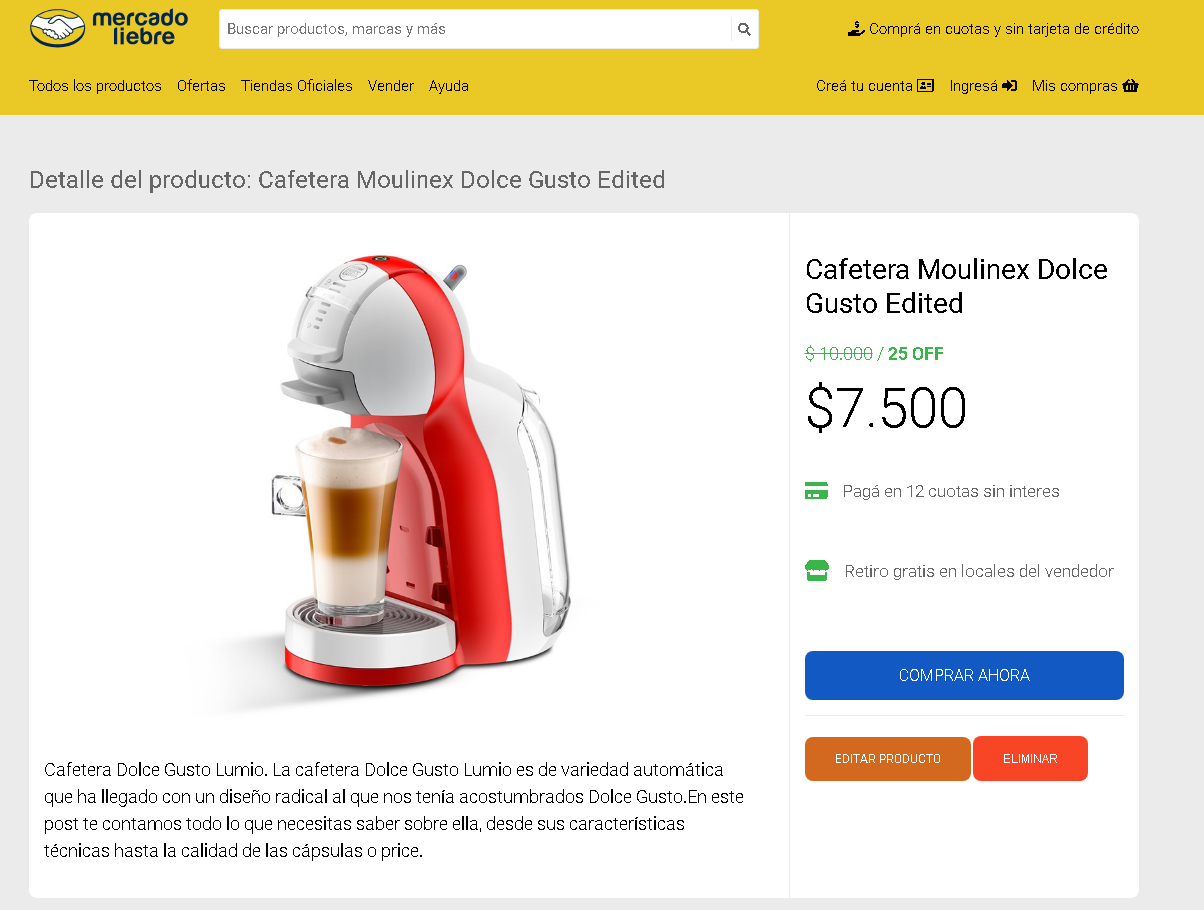 mercado
liebre
Buscar productos, marcas y más
Comprá en cuotas y sin tarjeta de crédito
Todos los productos Ofertas Tiendas Oficiales Vender Ayuda
Creá tu cuenta Ingresá Mis compras
Detalle del producto: Cafetera Moulinex Dolce Gusto Edited
Cafetera Moulinex Dolce
Gusto Edited
$ 10.000 / 25 OFF
$7.500
Pagá en 12 cuotas sin interes
Retiro gratis en locales del vendedor
COMPRAR AHORA
EDITAR PRODUCTO ELIMINAR
Cafetera Dolce Gusto Lumio. La cafetera Dolce Gusto Lumio es de variedad automática
que ha llegado con un diseño radical al que nos tenía acostumbrados Dolce Gusto.En este
post te contamos todo lo que necesitas saber sobre ella, desde sus características
técnicas hasta la calidad de las cápsulas o price.